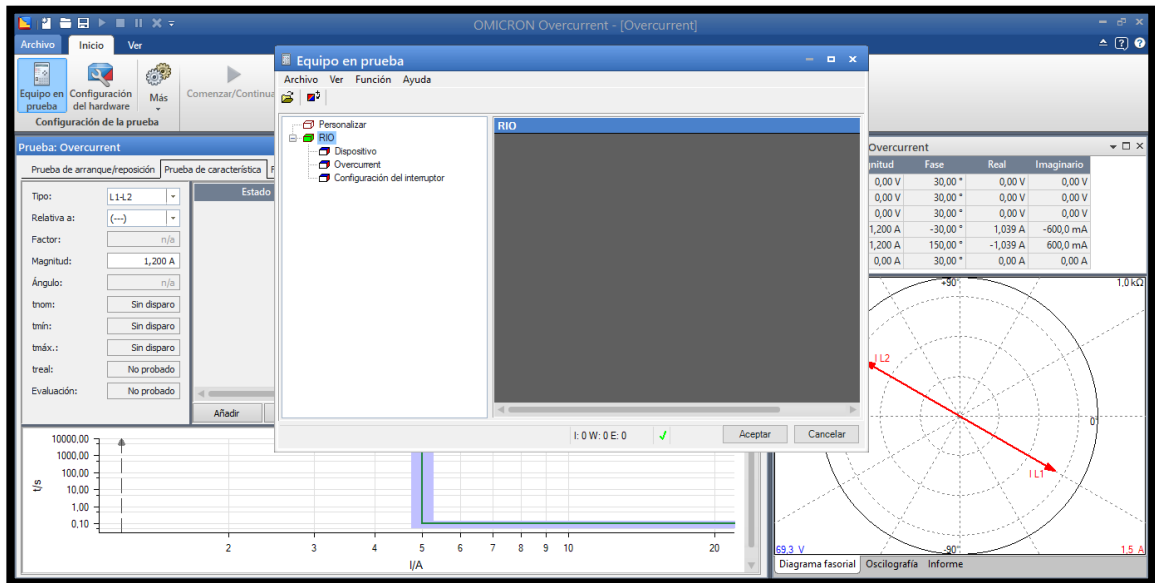 OMICRON Overcurrent - [Overcurrent]
Archivo Inicio Ver
Equipo en prueba
Configuración del hardware
Más
Comenzar/Continua
Configuración de la prueba
Equipo en prueba
Archivo Ver Función Ayuda
Personalizar
RIO
Dispositivo
Overcurrent
Configuración del interruptor
RIO
I: 0 W: 0 E: 0
Aceptar Cancelar
Prueba: Overcurrent
Prueba de arranque/reposición Prueba de característica
Tipo: L1-L2
Relativa a: (---)
Factor: n/a
Magnitud: 1,200 A
Ángulo: n/a
tnom: Sin disparo
tmín: Sin disparo
tmáx.: Sin disparo
treal: No probado
Evaluación: No probado
Estado
Añadir
Overcurrent
nitud Fase Real Imaginario
0,00 V 30,00 ° 0,00 V 0,00 V
0,00 V 30,00 ° 0,00 V 0,00 V
0,00 V 30,00 ° 0,00 V 0,00 V
1,200 A -30,00 ° 1,039 A -600,0 mA
1,200 A 150,00 ° -1,039 A 600,0 mA
0,00 A 30,00 ° 0,00 A 0,00 A
+90° 1,0 kΩ
I L2
0°
I L1
69,3 V -90° 1,5 A
Diagrama fasorial Oscilografía Informe
10000,00
1000,00
100,00
10,00
1,00
0,10
t/s
2 3 4 5 6 7 8 9 10 20
I/A